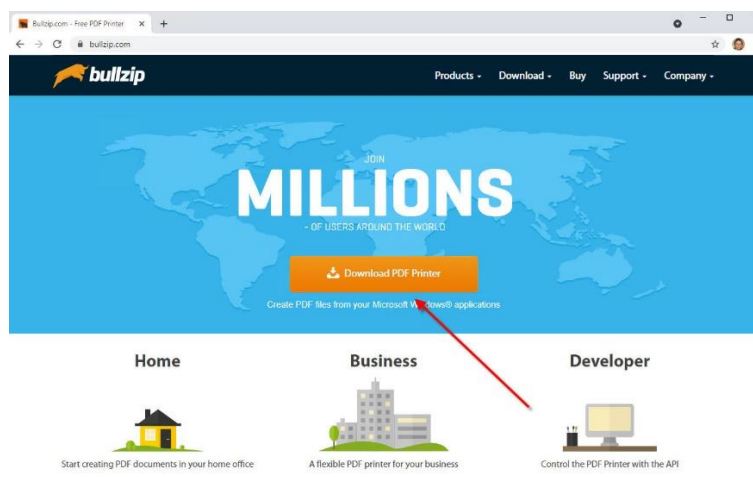 Bullzip.com - Free PDF Printer
bullzip.com
bullzip
Products Download Buy Support Company
JOIN
MILLIONS
- OF USERS AROUND THE WORLD
Download PDF Printer
Create PDF files from your Microsoft Windows® applications
Home Business Developer
Start creating PDF documents in your home office A flexible PDF printer for your business Control the PDF Printer with the API